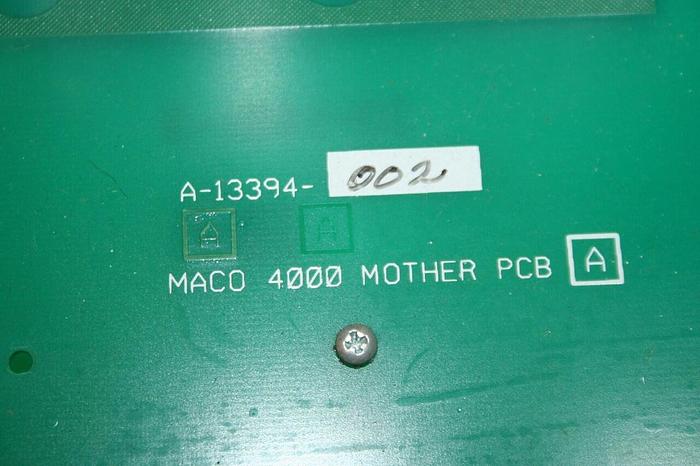 A-13394- 002
A A
MACO 4000 MOTHER PCB A